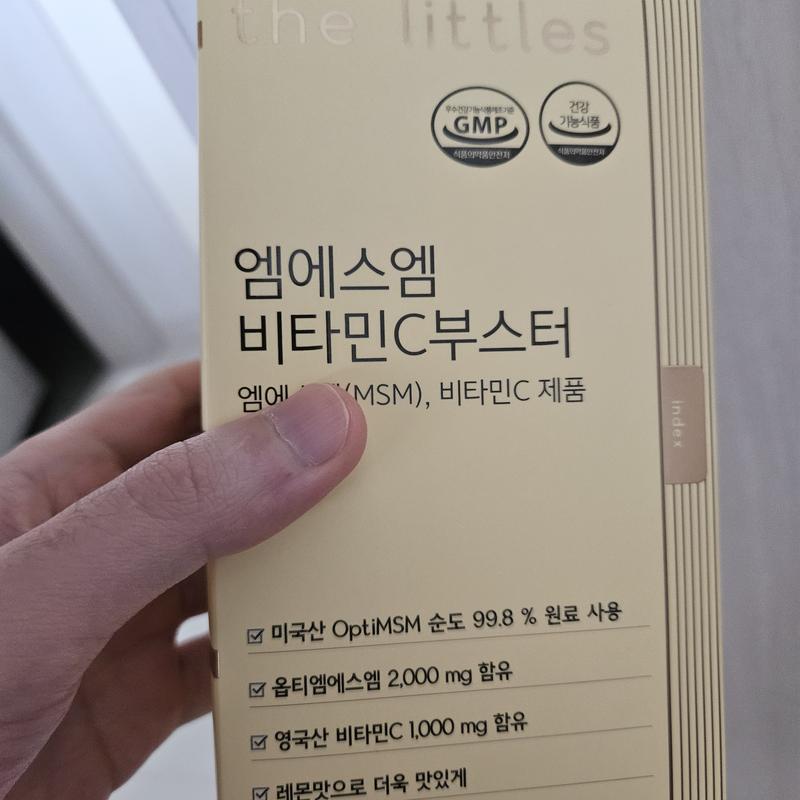 the littles
우수건강기능식품제조기준
GMP
식품의약품안전처
건강
기능식품
식품의약품안전처
엠에스엠
비타민C부스터
엠에 (MSM), 비타민C 제품
index
미국산 OptiMSM 순도 99.8 % 원료 사용
옵티엠에스엠 2,000 mg 함유
영국산 비타민C 1,000 mg 함유
레몬맛으로 더욱 맛있게